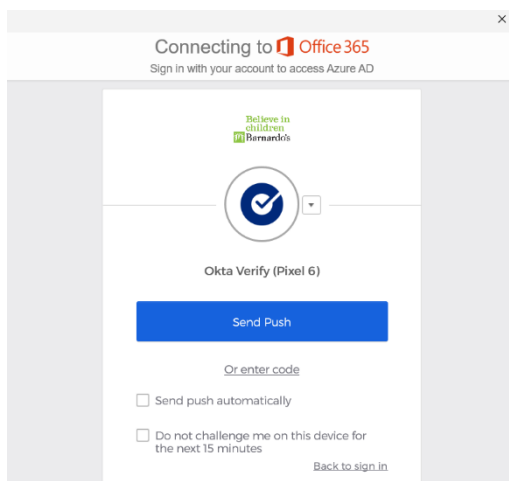 Connecting to Office 365
Sign in with your account to access Azure AD
Believe in
children
Barnardo's
Okta Verify (Pixel 6)
Send Push
Or enter code
Send push automatically
Do not challenge me on this device for
the next 15 minutes
Back to sign in